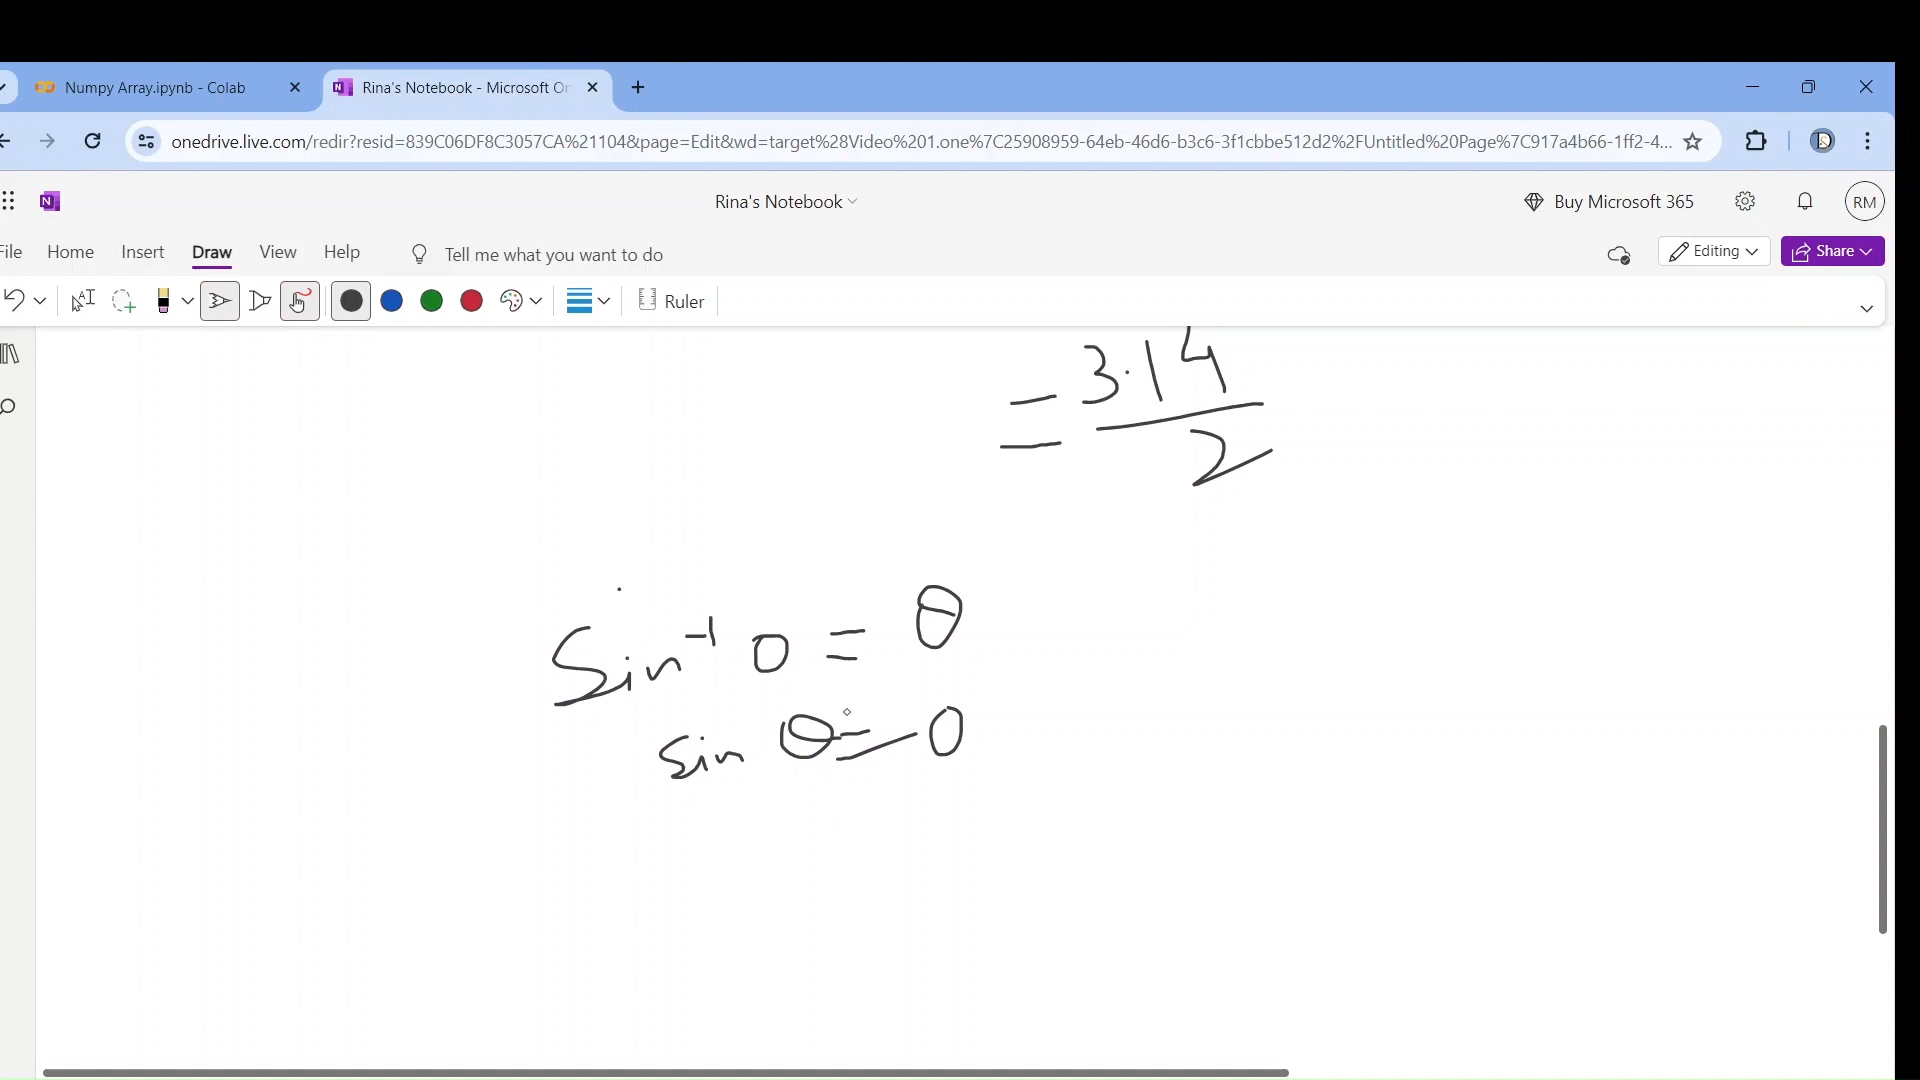 Numpy Array.ipynb - Colab
Rina's Notebook - Microsoft On
onedrive.live.com/redir?resid=839C06DF8C3057CA%21104&page=Edit&wd=target%28Video%201.one%7C25908959-64eb-46d6-b3c6-3f1cbbe512d2%2FUntitled%20Page%7C917a4b66-1ff2-4...
Rina's Notebook
Buy Microsoft 365
RM
File Home Insert Draw View Help Tell me what you want to do
Editing Share
Ruler
= 3.14
2
Sin⁻¹ 0 = θ
Sin θ = 0